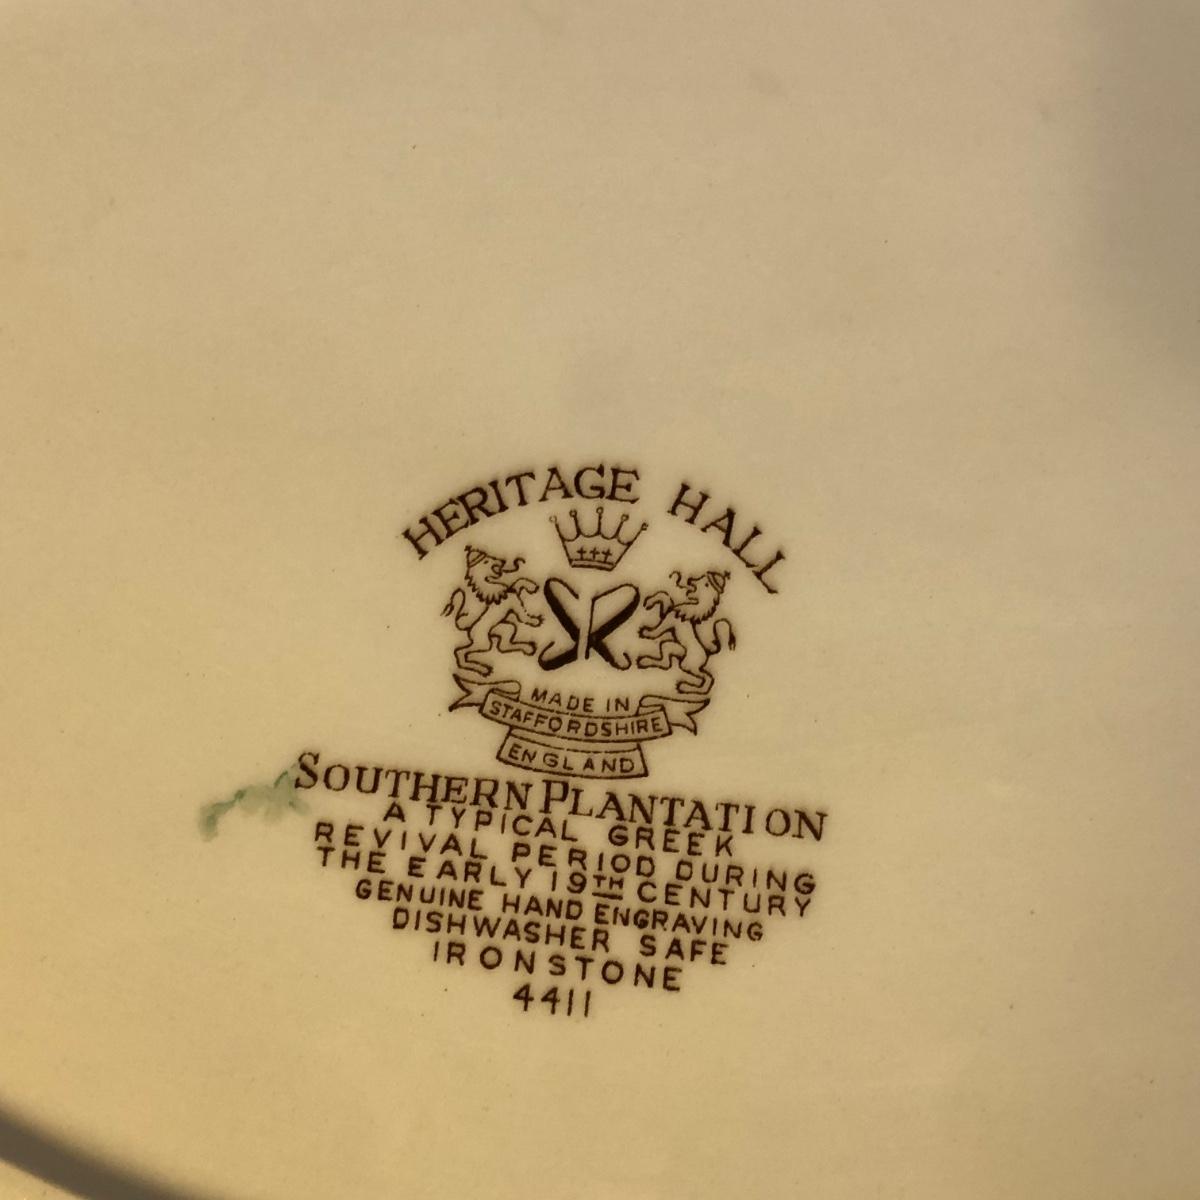 HERITAGE HALL
MADE IN
STAFFORDSHIRE
ENGLAND
SOUTHERN PLANTATION
A TYPICAL GREEK
REVIVAL PERIOD DURING
THE EARLY 19TH CENTURY
GENUINE HAND ENGRAVING
DISHWASHER SAFE
IRONSTONE
4411